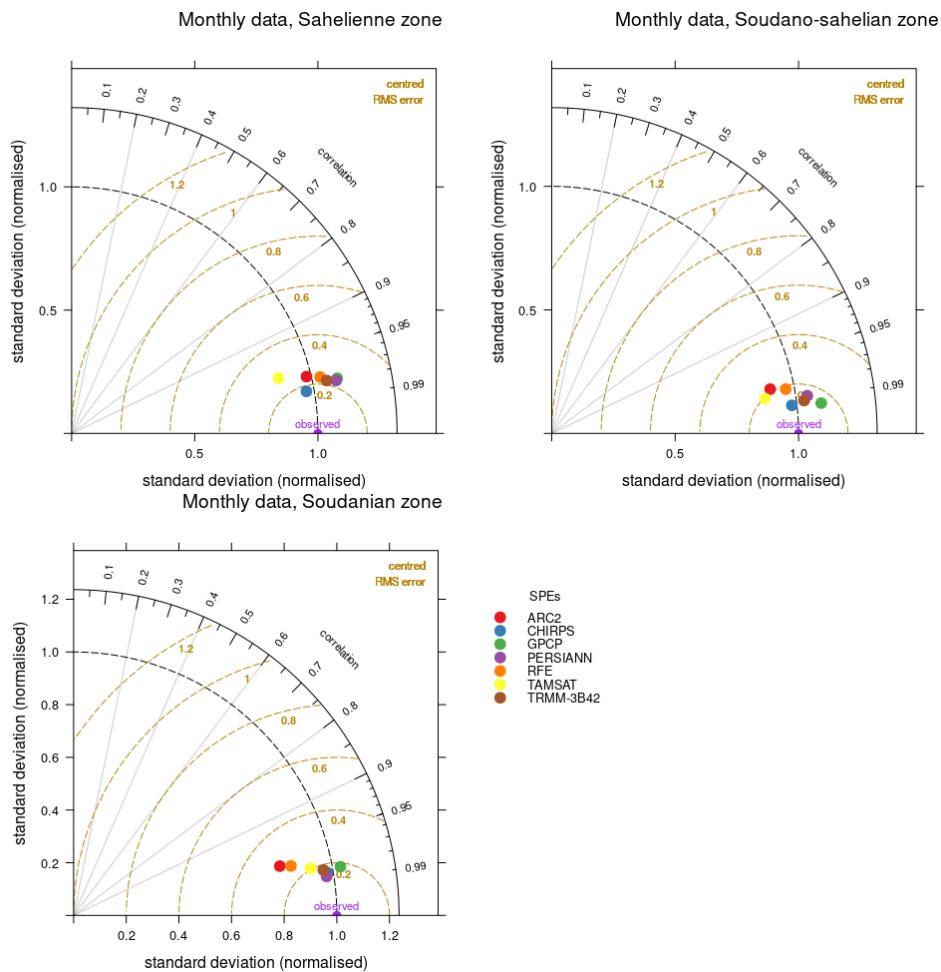 Monthly data, Sahelienne zone
centred
RMS error
0.1
0.2
0.3
0.4
0.5
0.6
0.7
0.8
0.9
0.95
0.99
correlation
1.2
1
0.8
0.6
0.4
0.2
observed
1.0
0.5
standard deviation (normalised)
0.5
1.0
standard deviation (normalised)
Monthly data, Soudano-sahelian zone
centred
RMS error
0.1
0.2
0.3
0.4
0.5
0.6
0.7
0.8
0.9
0.95
0.99
correlation
1.2
1
0.8
0.6
0.4
observed
1.0
0.5
standard deviation (normalised)
0.5
1.0
standard deviation (normalised)
Monthly data, Soudanian zone
centred
RMS error
0.1
0.2
0.3
0.4
0.5
0.6
0.7
0.8
0.9
0.95
0.99
correlation
1.2
1
0.8
0.6
0.4
0.2
observed
1.2
1.0
0.8
0.6
0.4
0.2
standard deviation (normalised)
0.2
0.4
0.6
0.8
1.0
1.2
standard deviation (normalised)
SPEs
ARC2
CHIRPS
GPCP
PERSIANN
RFE
TAMSAT
TRMM-3B42